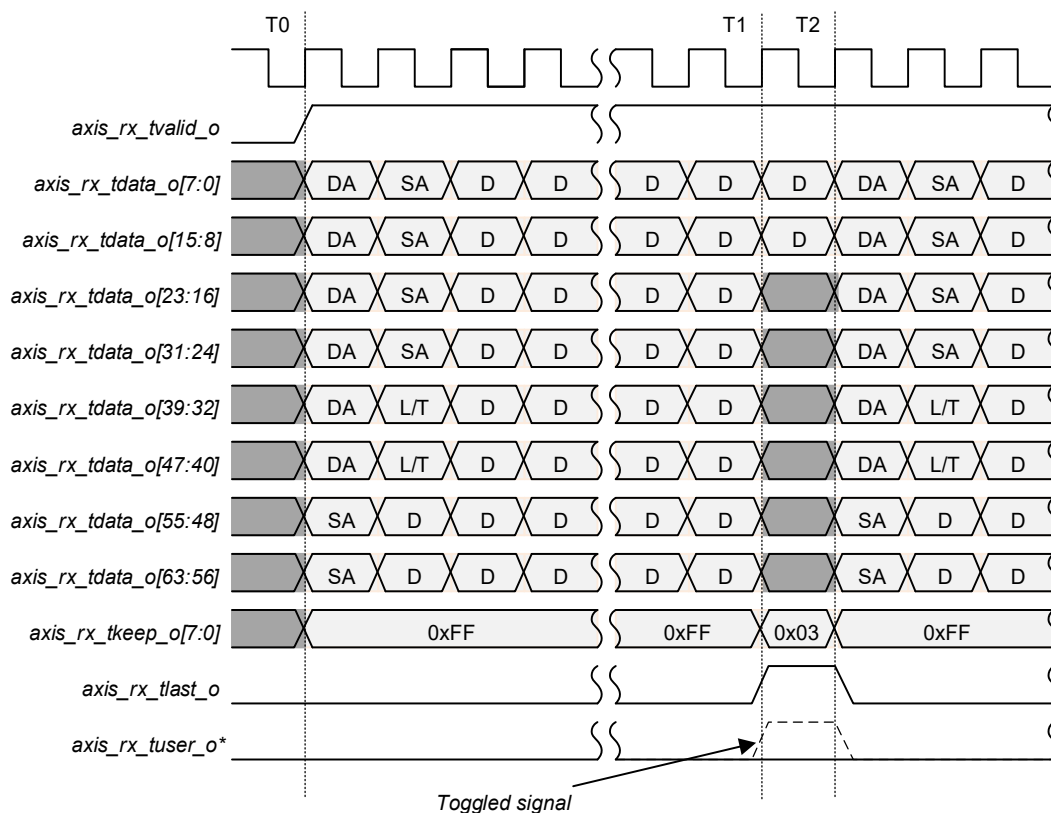 T0 T1 T2
axis_rx_tvalid_o
axis_rx_tdata_o[7:0] DA SA D D D D D DA SA D
axis_rx_tdata_o[15:8] DA SA D D D D D DA SA D
axis_rx_tdata_o[23:16] DA SA D D D D DA SA D
axis_rx_tdata_o[31:24] DA SA D D D D DA SA D
axis_rx_tdata_o[39:32] DA L/T D D D D DA L/T D
axis_rx_tdata_o[47:40] DA L/T D D D D DA L/T D
axis_rx_tdata_o[55:48] SA D D D D D SA D D
axis_rx_tdata_o[63:56] SA D D D D D SA D D
axis_rx_tkeep_o[7:0] 0xFF 0xFF 0x03 0xFF
axis_rx_tlast_o
axis_rx_tuser_o*
Toggled signal